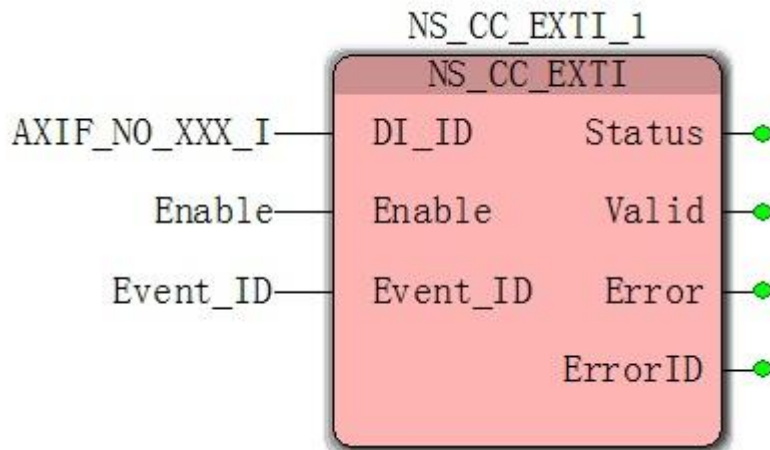 NS_CC_EXTI_1
NS_CC_EXTI
AXIF_NO_XXX_I DI_ID Status
Enable Enable Valid
Event_ID Event_ID Error
ErrorID